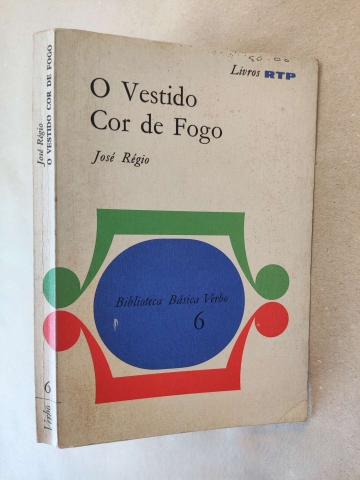 Livros RTP
O Vestido
Cor de Fogo
José Régio
Biblioteca Básica Verbo
6
José Régio
O VESTIDO COR DE FOGO
6
Verbo